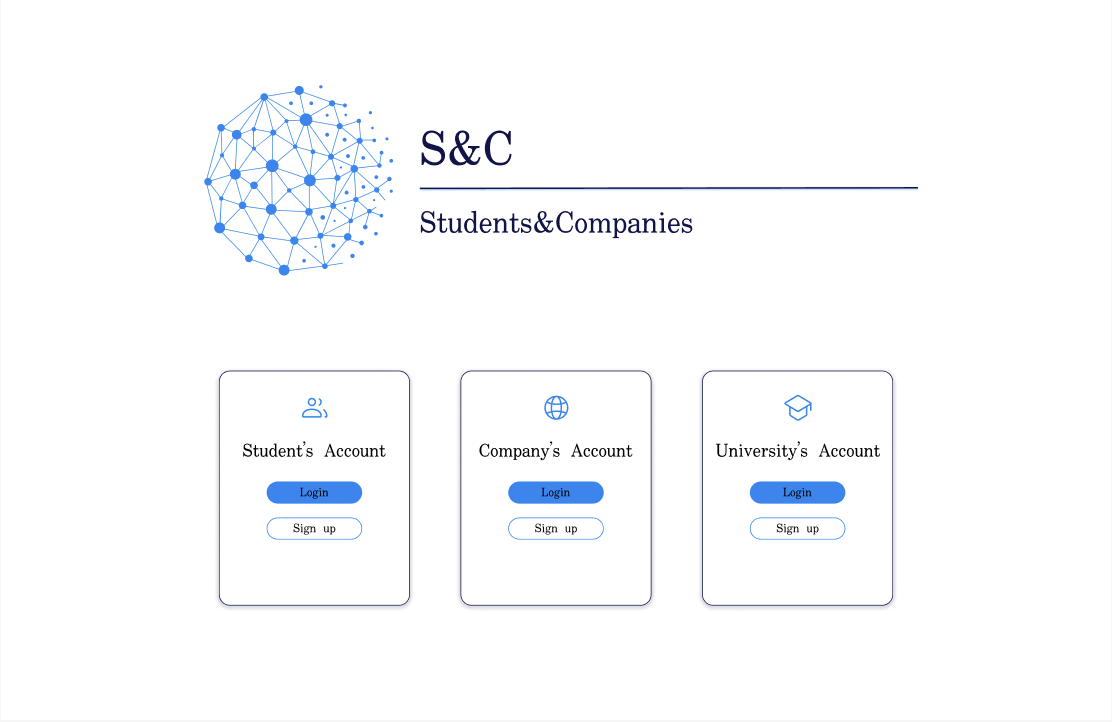 S&C
Students&Companies
Student's Account
Login
Sign up
Company's Account
Login
Sign up
University's Account
Login
Sign up